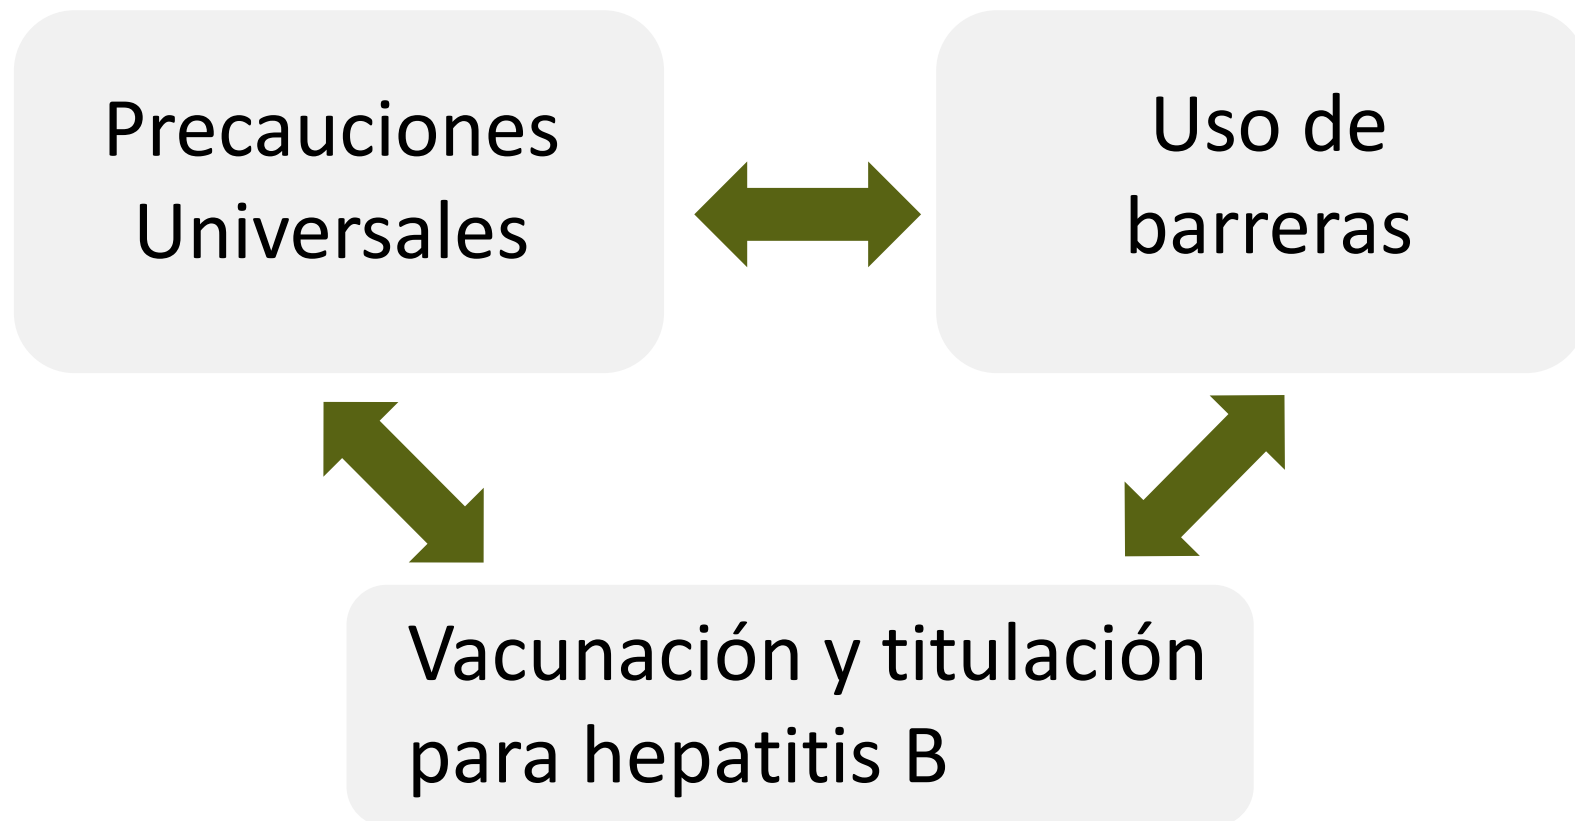 Precauciones
Universales
Uso de
barreras
Vacunación y titulación
para hepatitis B